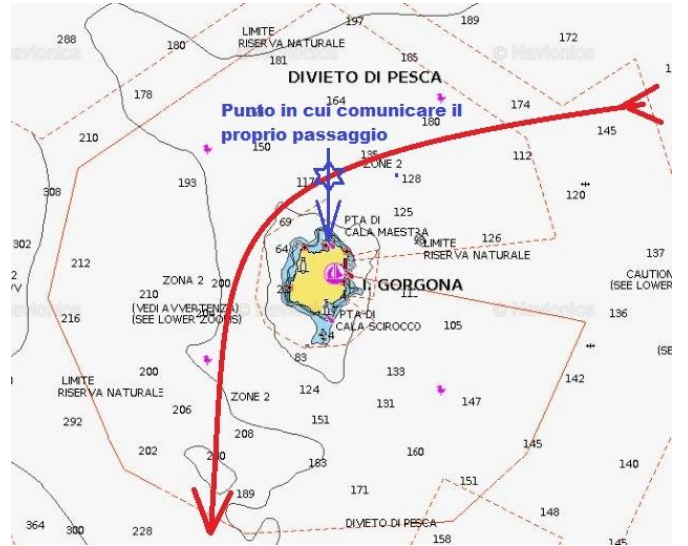 197
189
288
180
LIMITE
RISERVA NATURALE
172
© Navionics
181
185
DIVIETO DI PESCA
178
164
174
Punto in cui comunicare il
proprio passaggio
180
145
210
150
135
112
ZONE 2
193
117
128
120
308
69
125
PTA DI
CALA MAESTRA
98
302
64
LIMITE
RISERVA NATURALE
126
137
212
ZONA 2
200
I. GORGONA
CAUTION
(SEE LOWER
210
(VEDI AVVERTENZA)
(SEE LOWER ZOOMS)
216
PTA DI
CALA SCIROCCO
105
136
83
200
133
142
LIMITE
RISERVA NATURALE
124
ZONE 2
206
131
147
292
151
208
202
160
145
183
140
151
189
171
148
364
300
228
DIVIETO DI PESCA
158